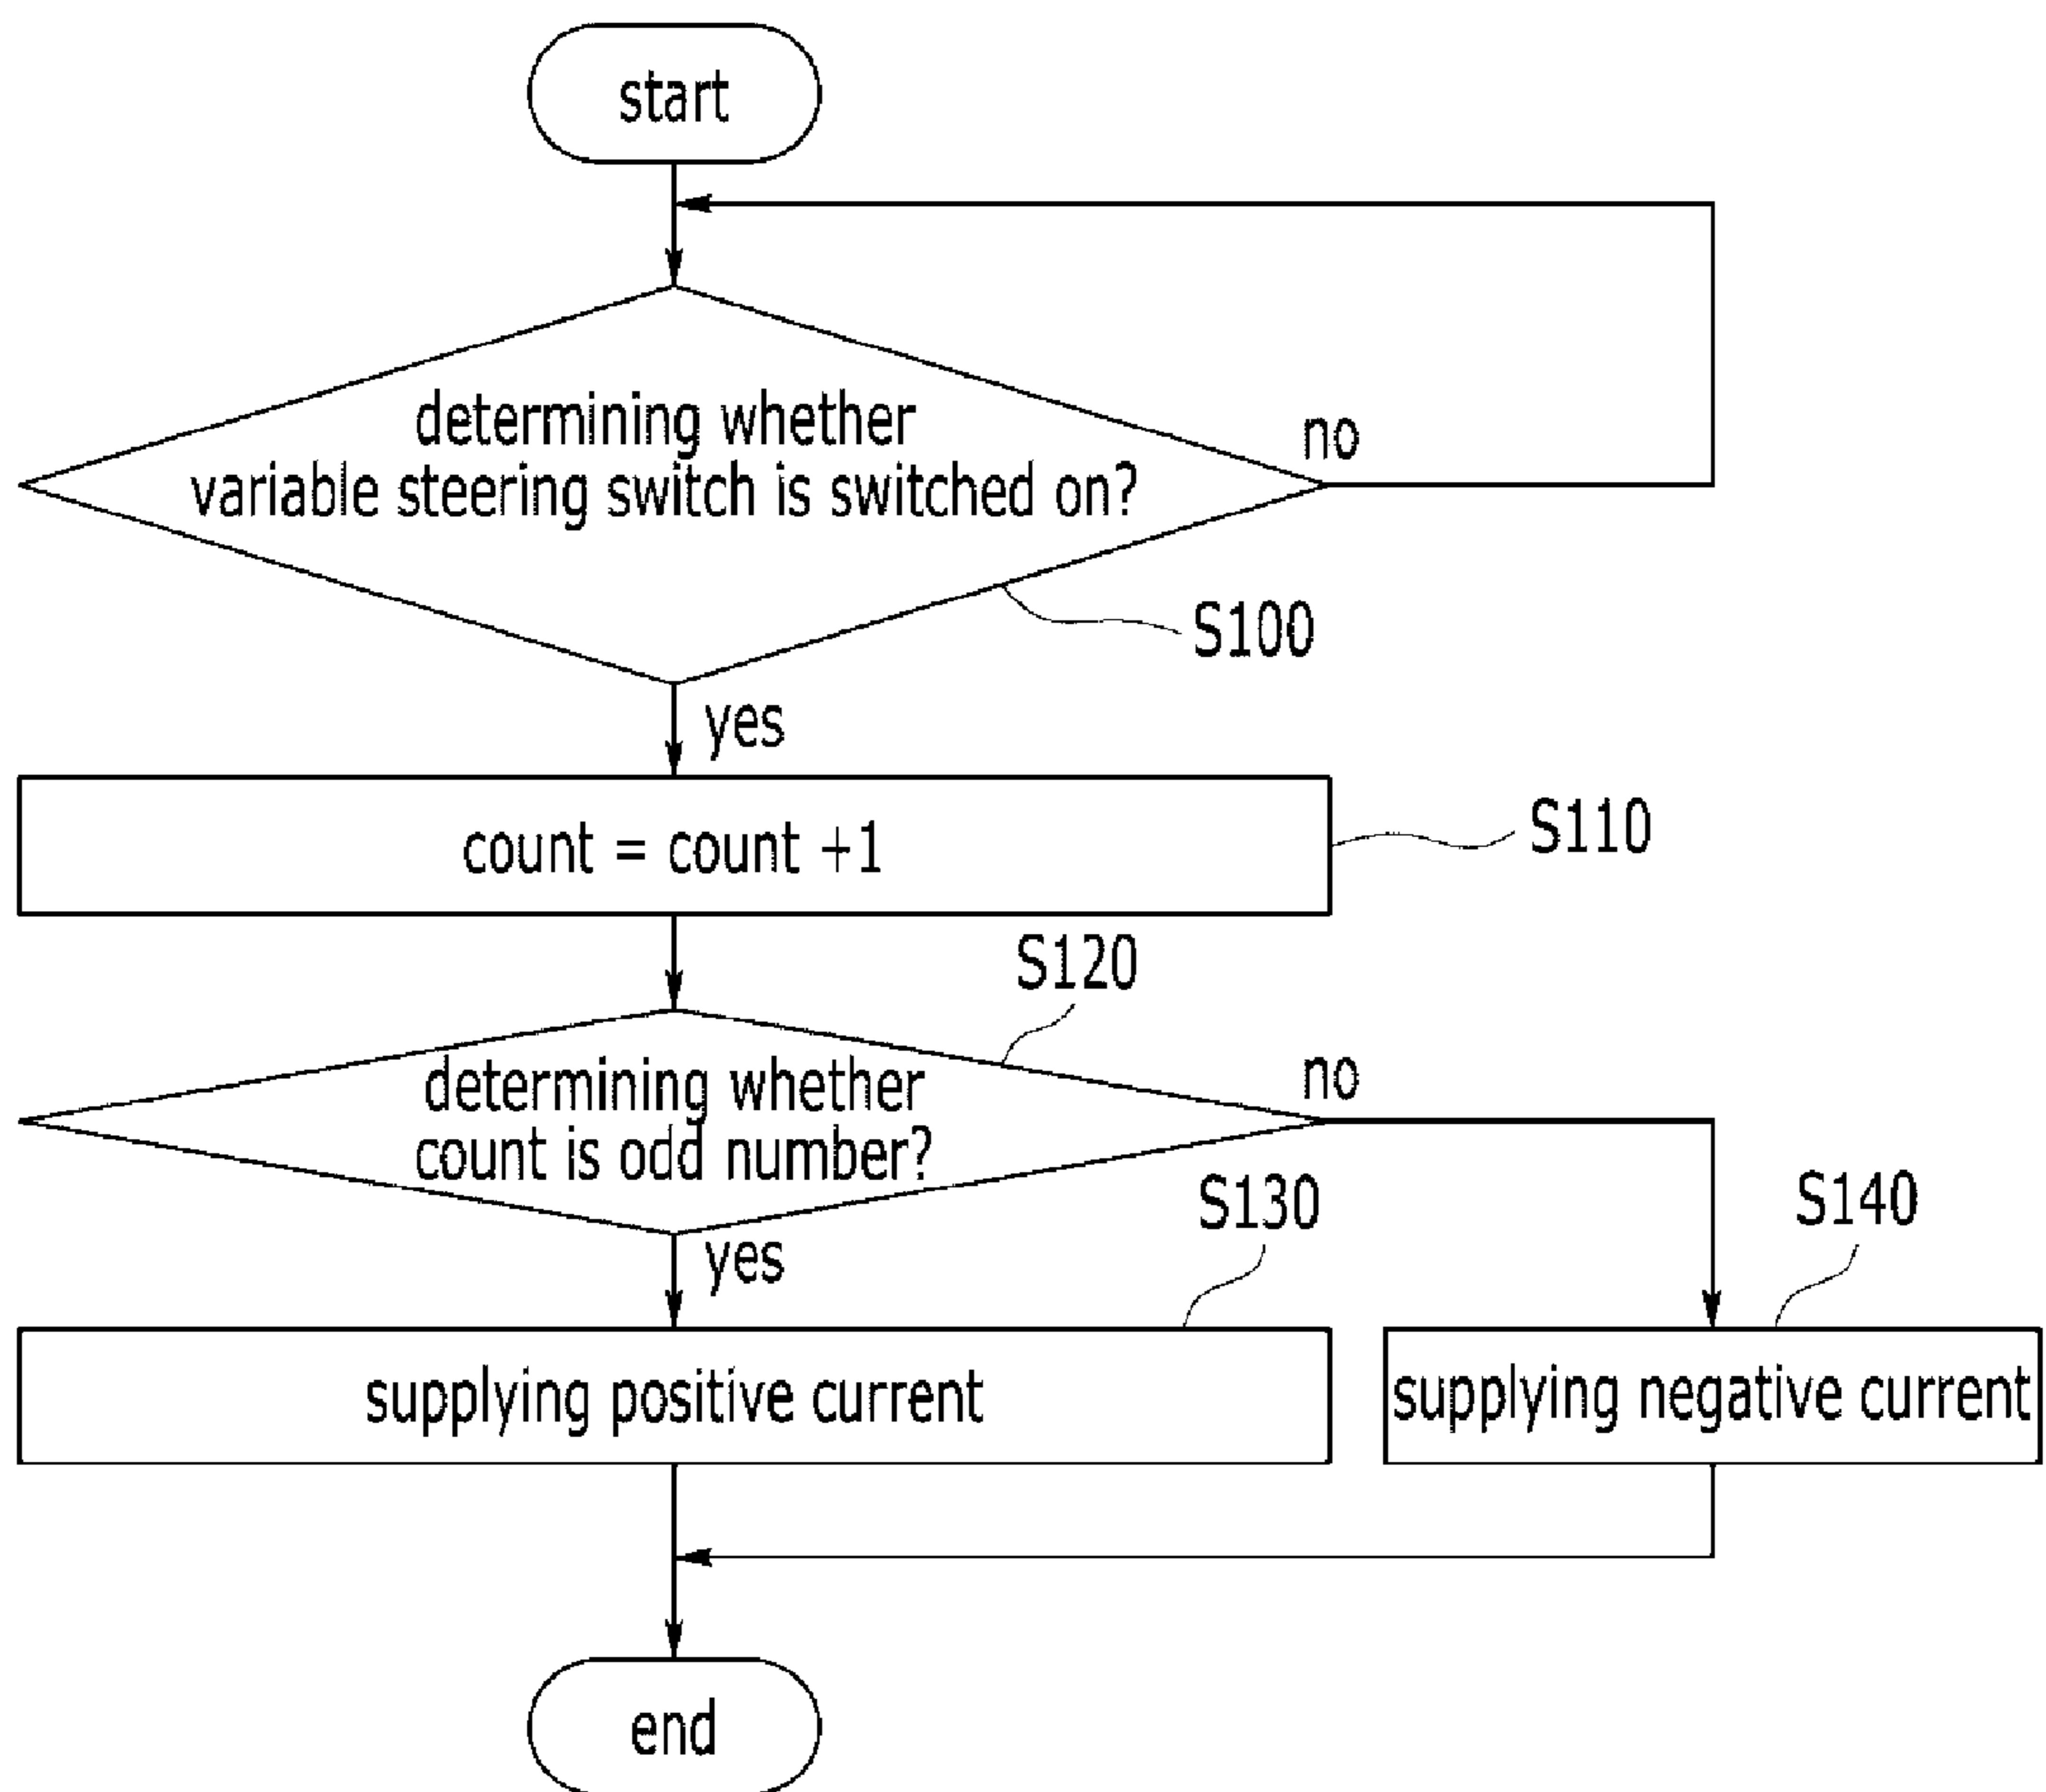 start
determining whether
variable steering switch is switched on?
no
S100
yes
count = count +1
S110
S120
determining whether
count is odd number?
no
yes
S130
S140
supplying positive current
supplying negative current
end